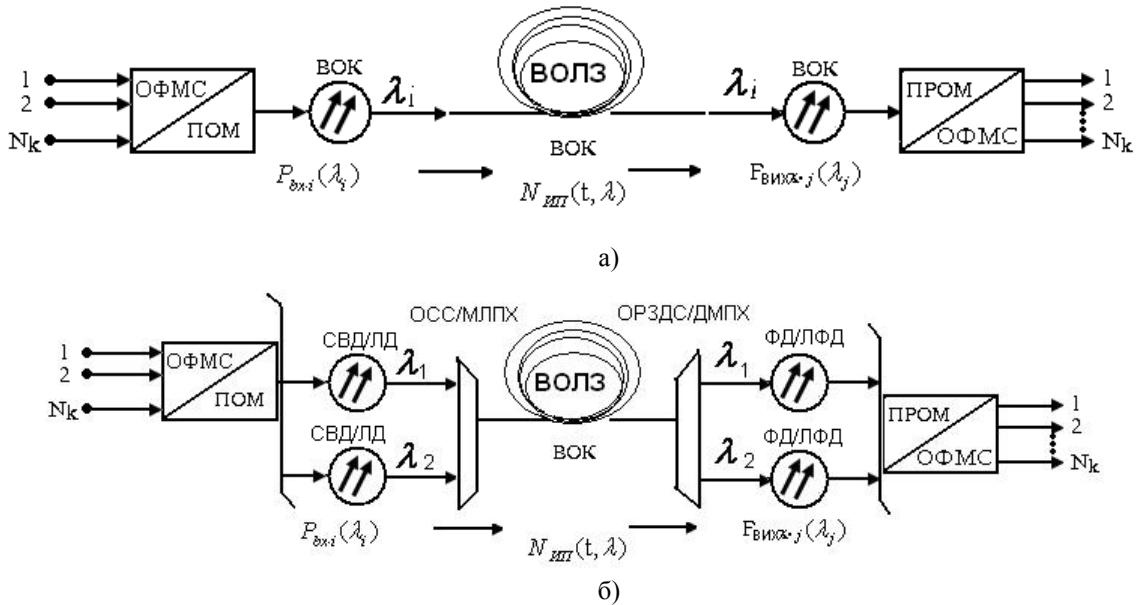 1
2
Nk
ОФМС
ПОМ
ВОК
λi
ВОЛЗ
ВОК
λi
ВОК
ПРОМ
ОФМС
1
2
Nk
Pвх·i(λi)
NИП(t, λ)
FВИХЖ·j(λj)
а)
1
2
Nk
ОФМС
ПОМ
СВД/ЛД
λ1
СВД/ЛД
λ2
ОСС/МЛПХ
ВОЛЗ
ВОК
ОРЗДС/ДМПХ
λ1
ФД/ЛФД
λ2
ФД/ЛФД
ПРОМ
ОФМС
1
2
Nk
Pвх·i(λi)
NИП(t, λ)
FВИХЖ·j(λj)
б)